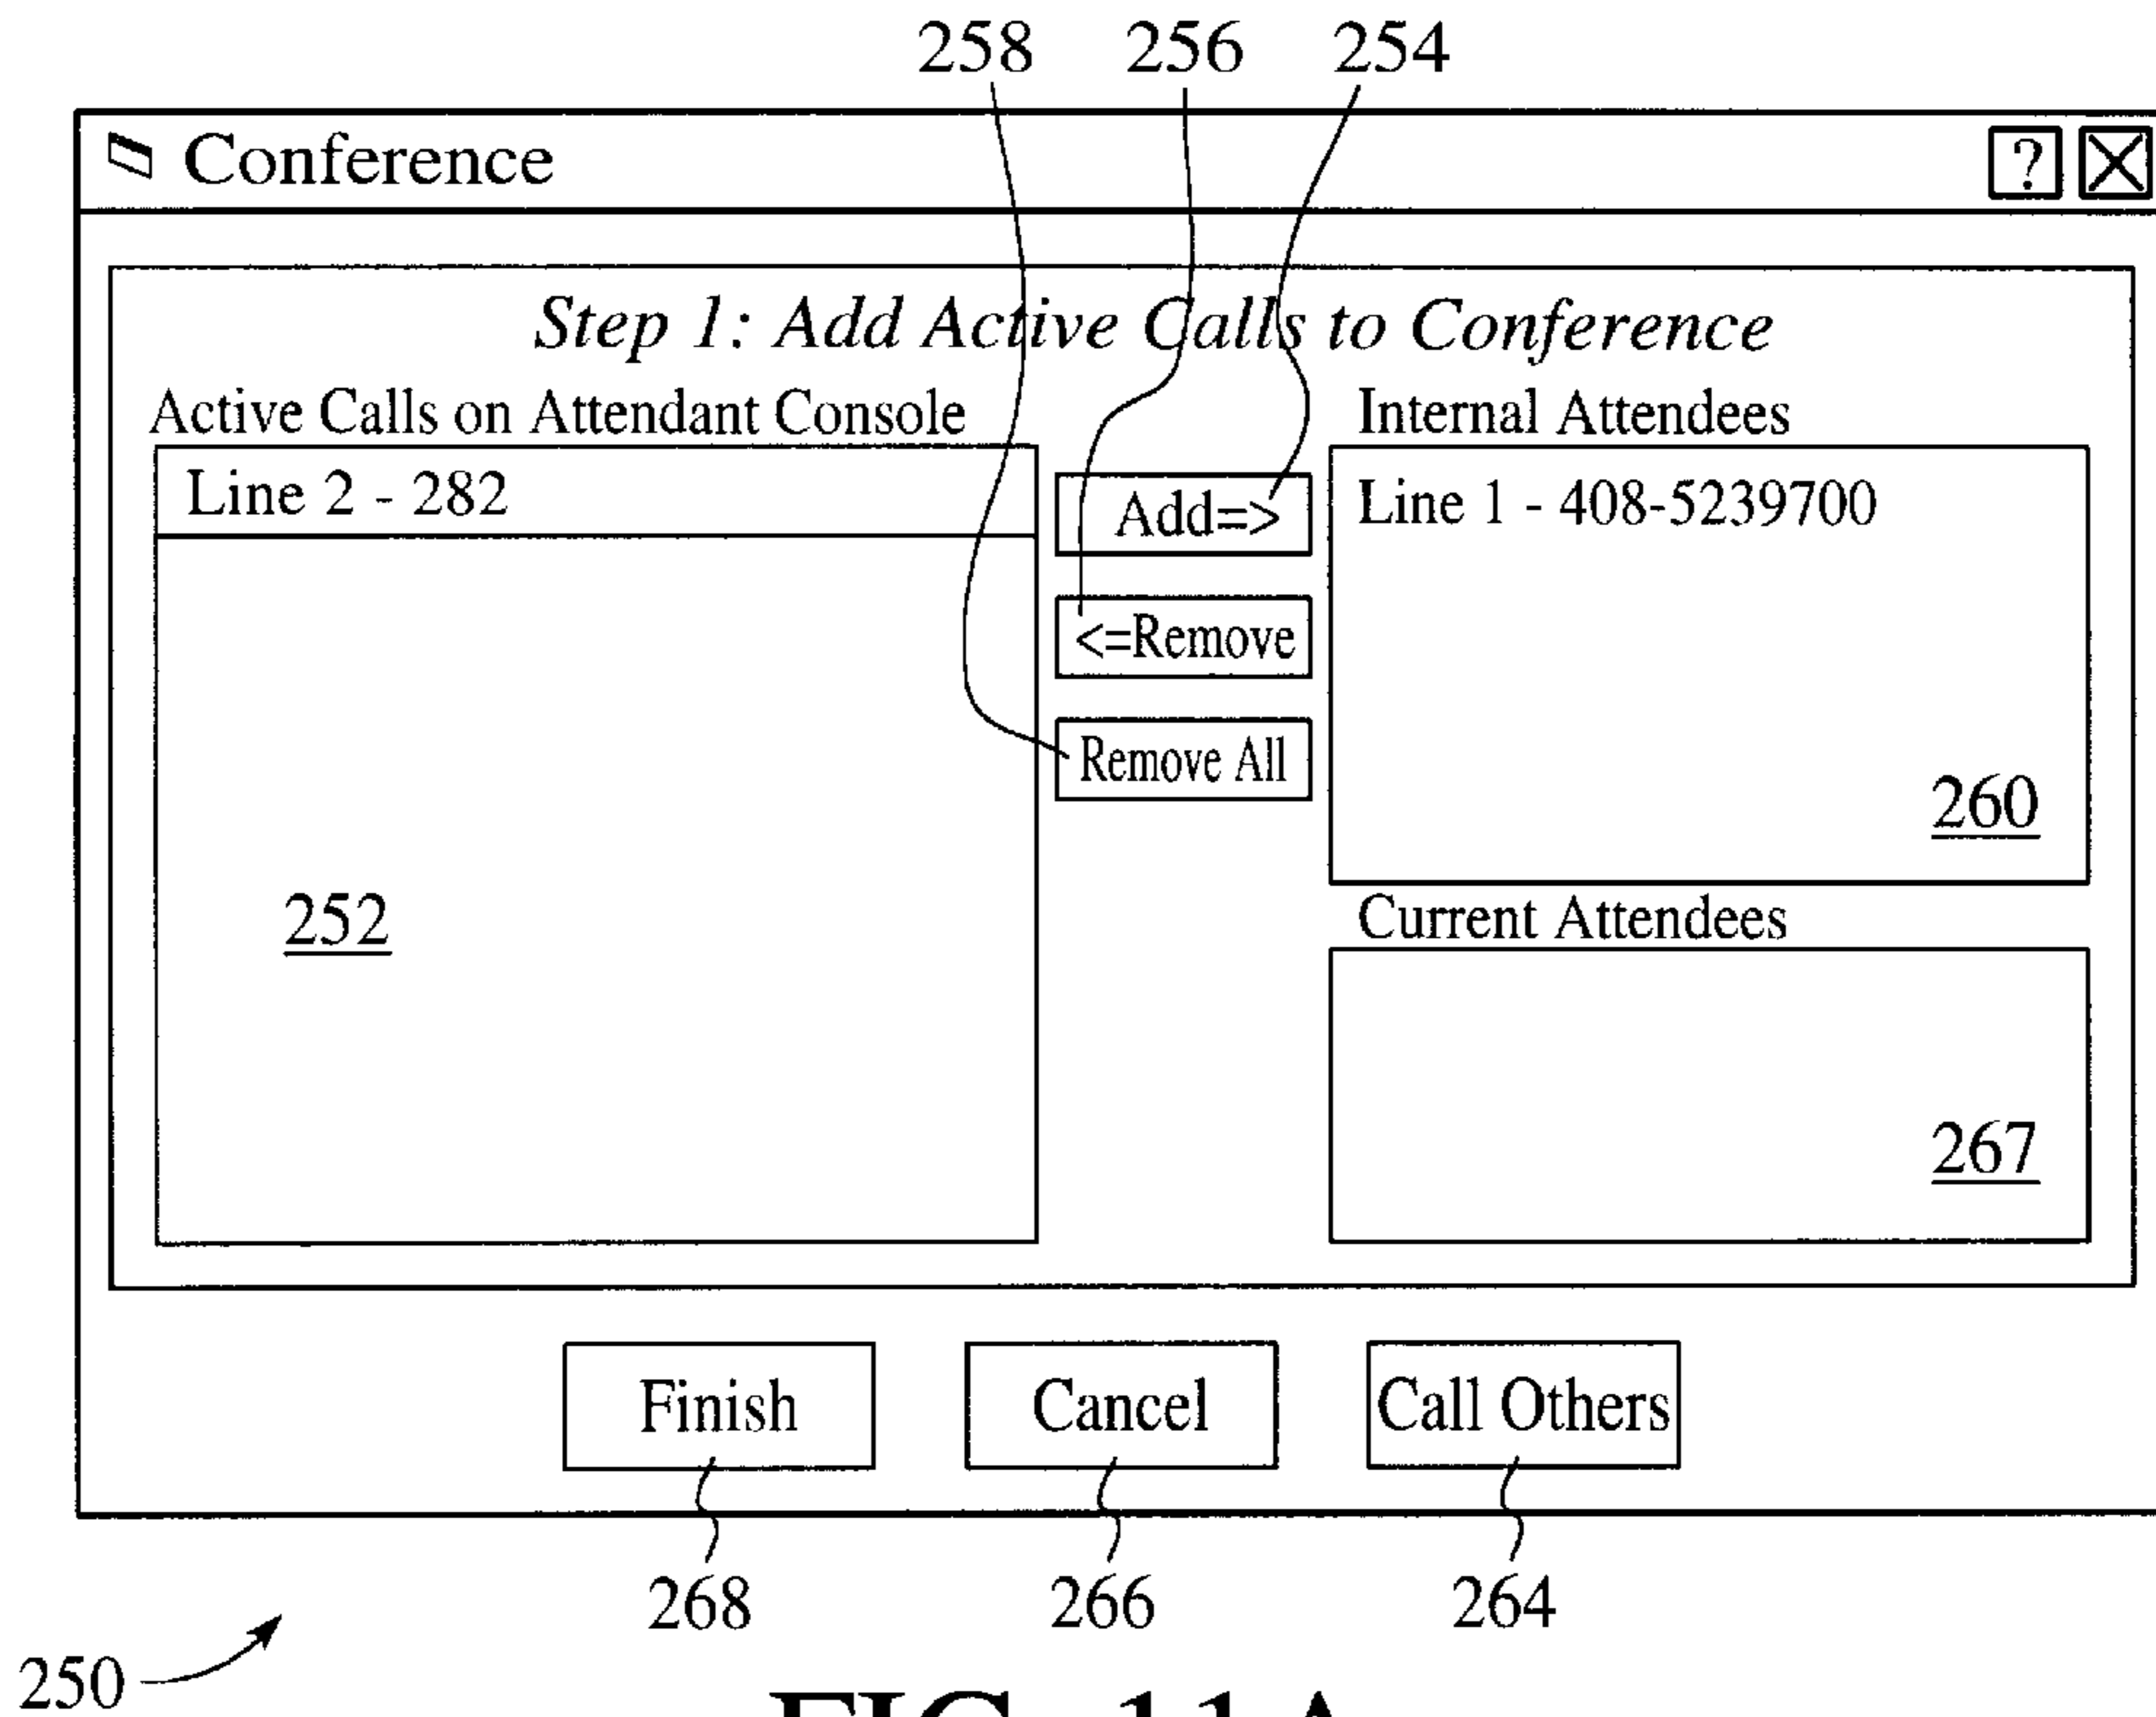 258 256 254
Conference ?
Step 1: Add Active Calls to Conference
Active Calls on Attendant Console
Line 2 - 282
Add=>
<=Remove
Remove All
Internal Attendees
Line 1 - 408-5239700
260
252
Current Attendees
267
Finish Cancel Call Others
268 266 264
250
FIG. 11A